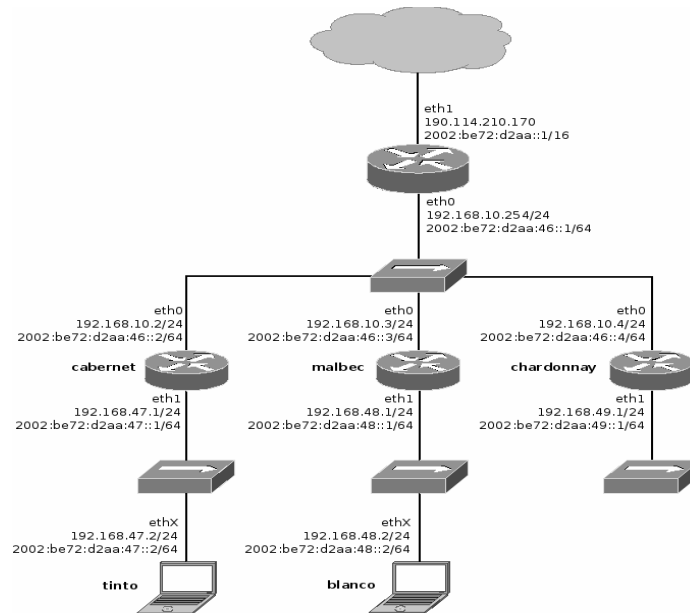 eth1
190.114.210.170
2002:be72:d2aa::1/16
eth0
192.168.10.254/24
2002:be72:d2aa:46::1/64
eth0
192.168.10.2/24
2002:be72:d2aa:46::2/64
cabernet
eth1
192.168.47.1/24
2002:be72:d2aa:47::1/64
eth0
192.168.10.3/24
2002:be72:d2aa:46::3/64
malbec
eth1
192.168.48.1/24
2002:be72:d2aa:48::1/64
eth0
192.168.10.4/24
2002:be72:d2aa:46::4/64
chardonnay
eth1
192.168.49.1/24
2002:be72:d2aa:49::1/64
ethX
192.168.47.2/24
2002:be72:d2aa:47::2/64
tinto
ethX
192.168.48.2/24
2002:be72:d2aa:48::2/64
blanco